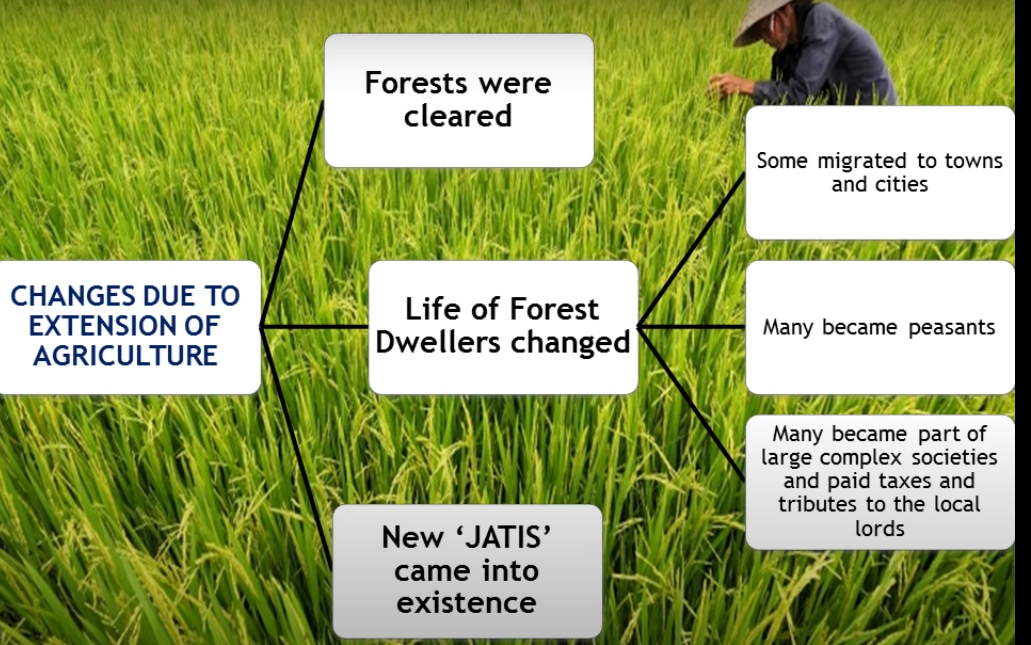 Forests were
cleared
Some migrated to towns
and cities
CHANGES DUE TO
EXTENSION OF
AGRICULTURE
Life of Forest
Dwellers changed
Many became peasants
Many became part of
large complex societies
and paid taxes and
tributes to the local
lords
New ‘JATIS’
came into
existence